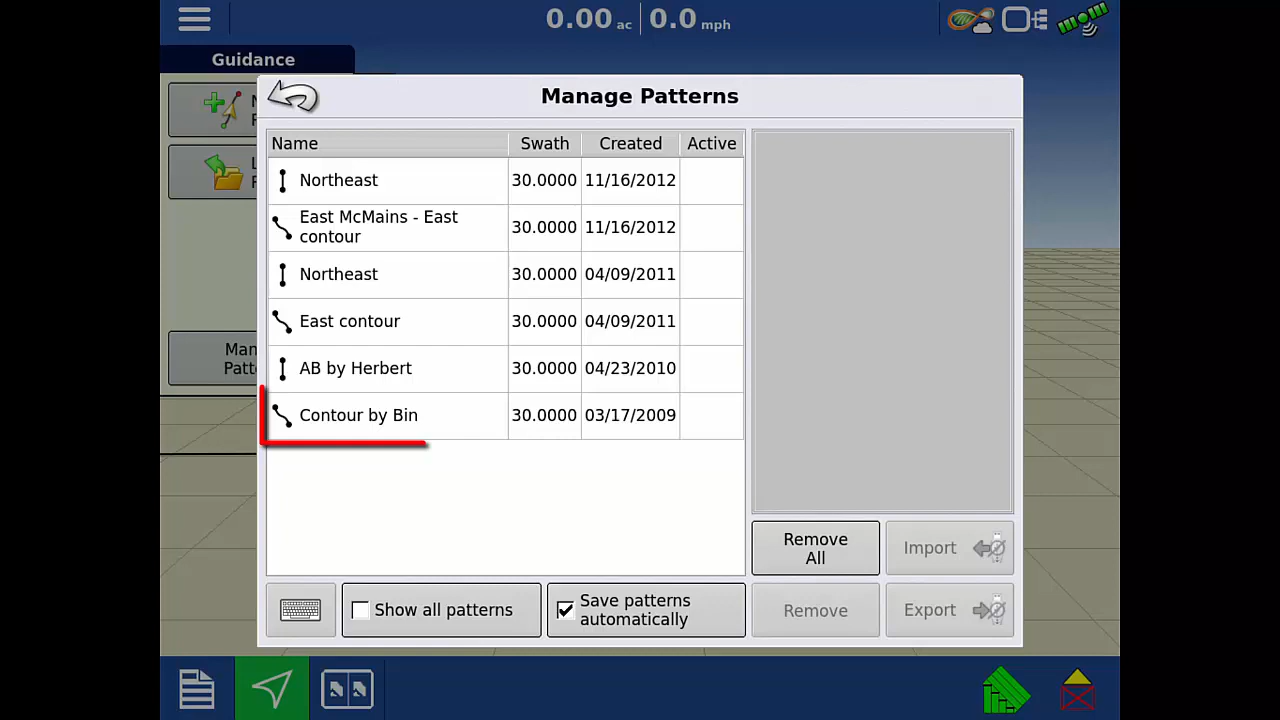 0.00 ac 0.0 mph
Guidance
Manage Patterns
Name Swath Created Active
Northeast 30.0000 11/16/2012
East McMains - East
contour 30.0000 11/16/2012
Northeast 30.0000 04/09/2011
East contour 30.0000 04/09/2011
AB by Herbert 30.0000 04/23/2010
Contour by Bin 30.0000 03/17/2009
Man
Patt
Remove
All
Import
Show all patterns
Save patterns
automatically
Remove
Export